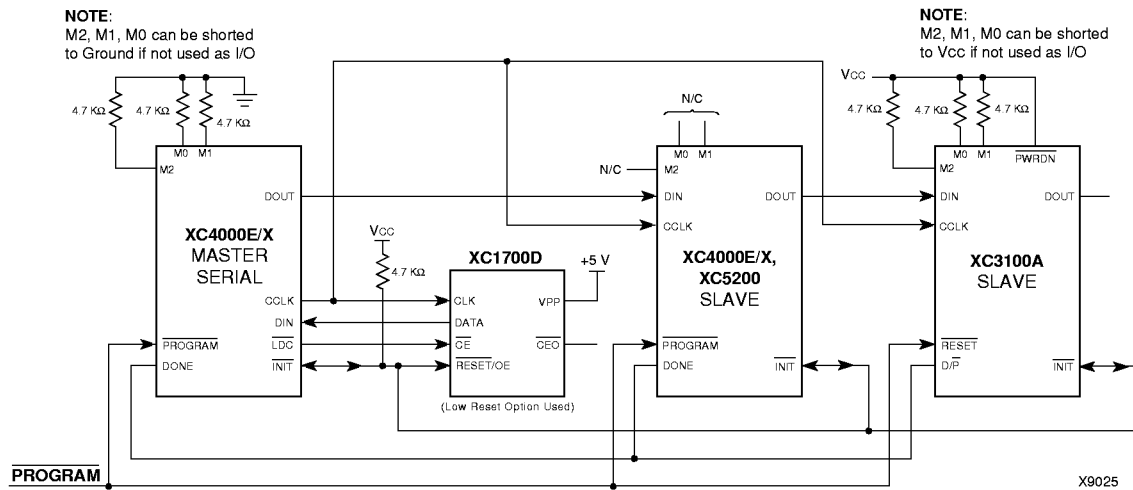 NOTE:
M2, M1, M0 can be shorted
to Ground if not used as I/O
NOTE:
M2, M1, M0 can be shorted
to Vcc if not used as I/O
4.7 KΩ
4.7 KΩ
4.7 KΩ
N/C
VCC
4.7 KΩ
4.7 KΩ
4.7 KΩ
M0 M1
M2
DOUT
XC4000E/X
MASTER
SERIAL
CCLK
DIN
PROGRAM
LDC
DONE
INIT
VCC
4.7 KΩ
XC1700D
+5 V
CLK
VPP
DATA
CE
CEO
RESET/OE
(Low Reset Option Used)
N/C
M0 M1
M2
DIN
DOUT
CCLK
XC4000E/X,
XC5200
SLAVE
PROGRAM
DONE
INIT
M0 M1
PWRDN
M2
DIN
DOUT
CCLK
XC3100A
SLAVE
RESET
D/P
INIT
PROGRAM
X9025